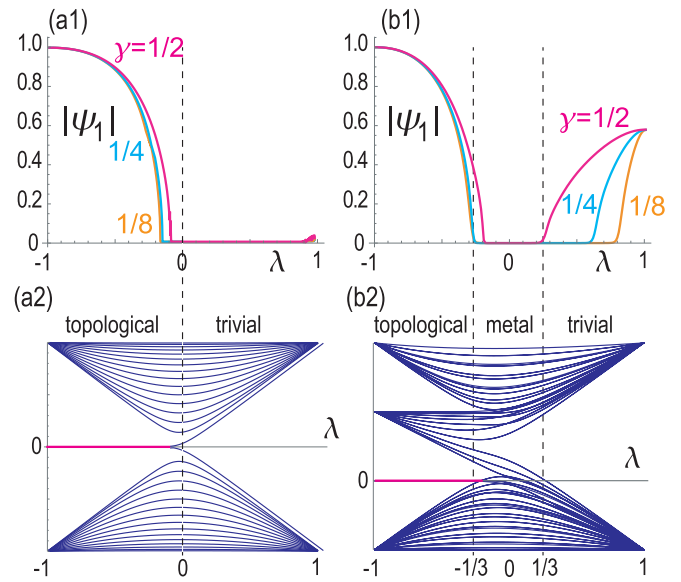 (a1)
(b1)
1.0
0.8
0.6
0.4
0.2
0
γ=1/2
|ψ1|
1/4
1/8
-1
0
λ
1
1.0
0.8
0.6
0.4
0.2
0
|ψ1|
γ=1/2
1/4
1/8
-1
0
λ
1
(a2)
(b2)
topological
trivial
0
λ
-1
0
1
topological
metal
trivial
0
λ
-1
-1/3
0
1/3
1